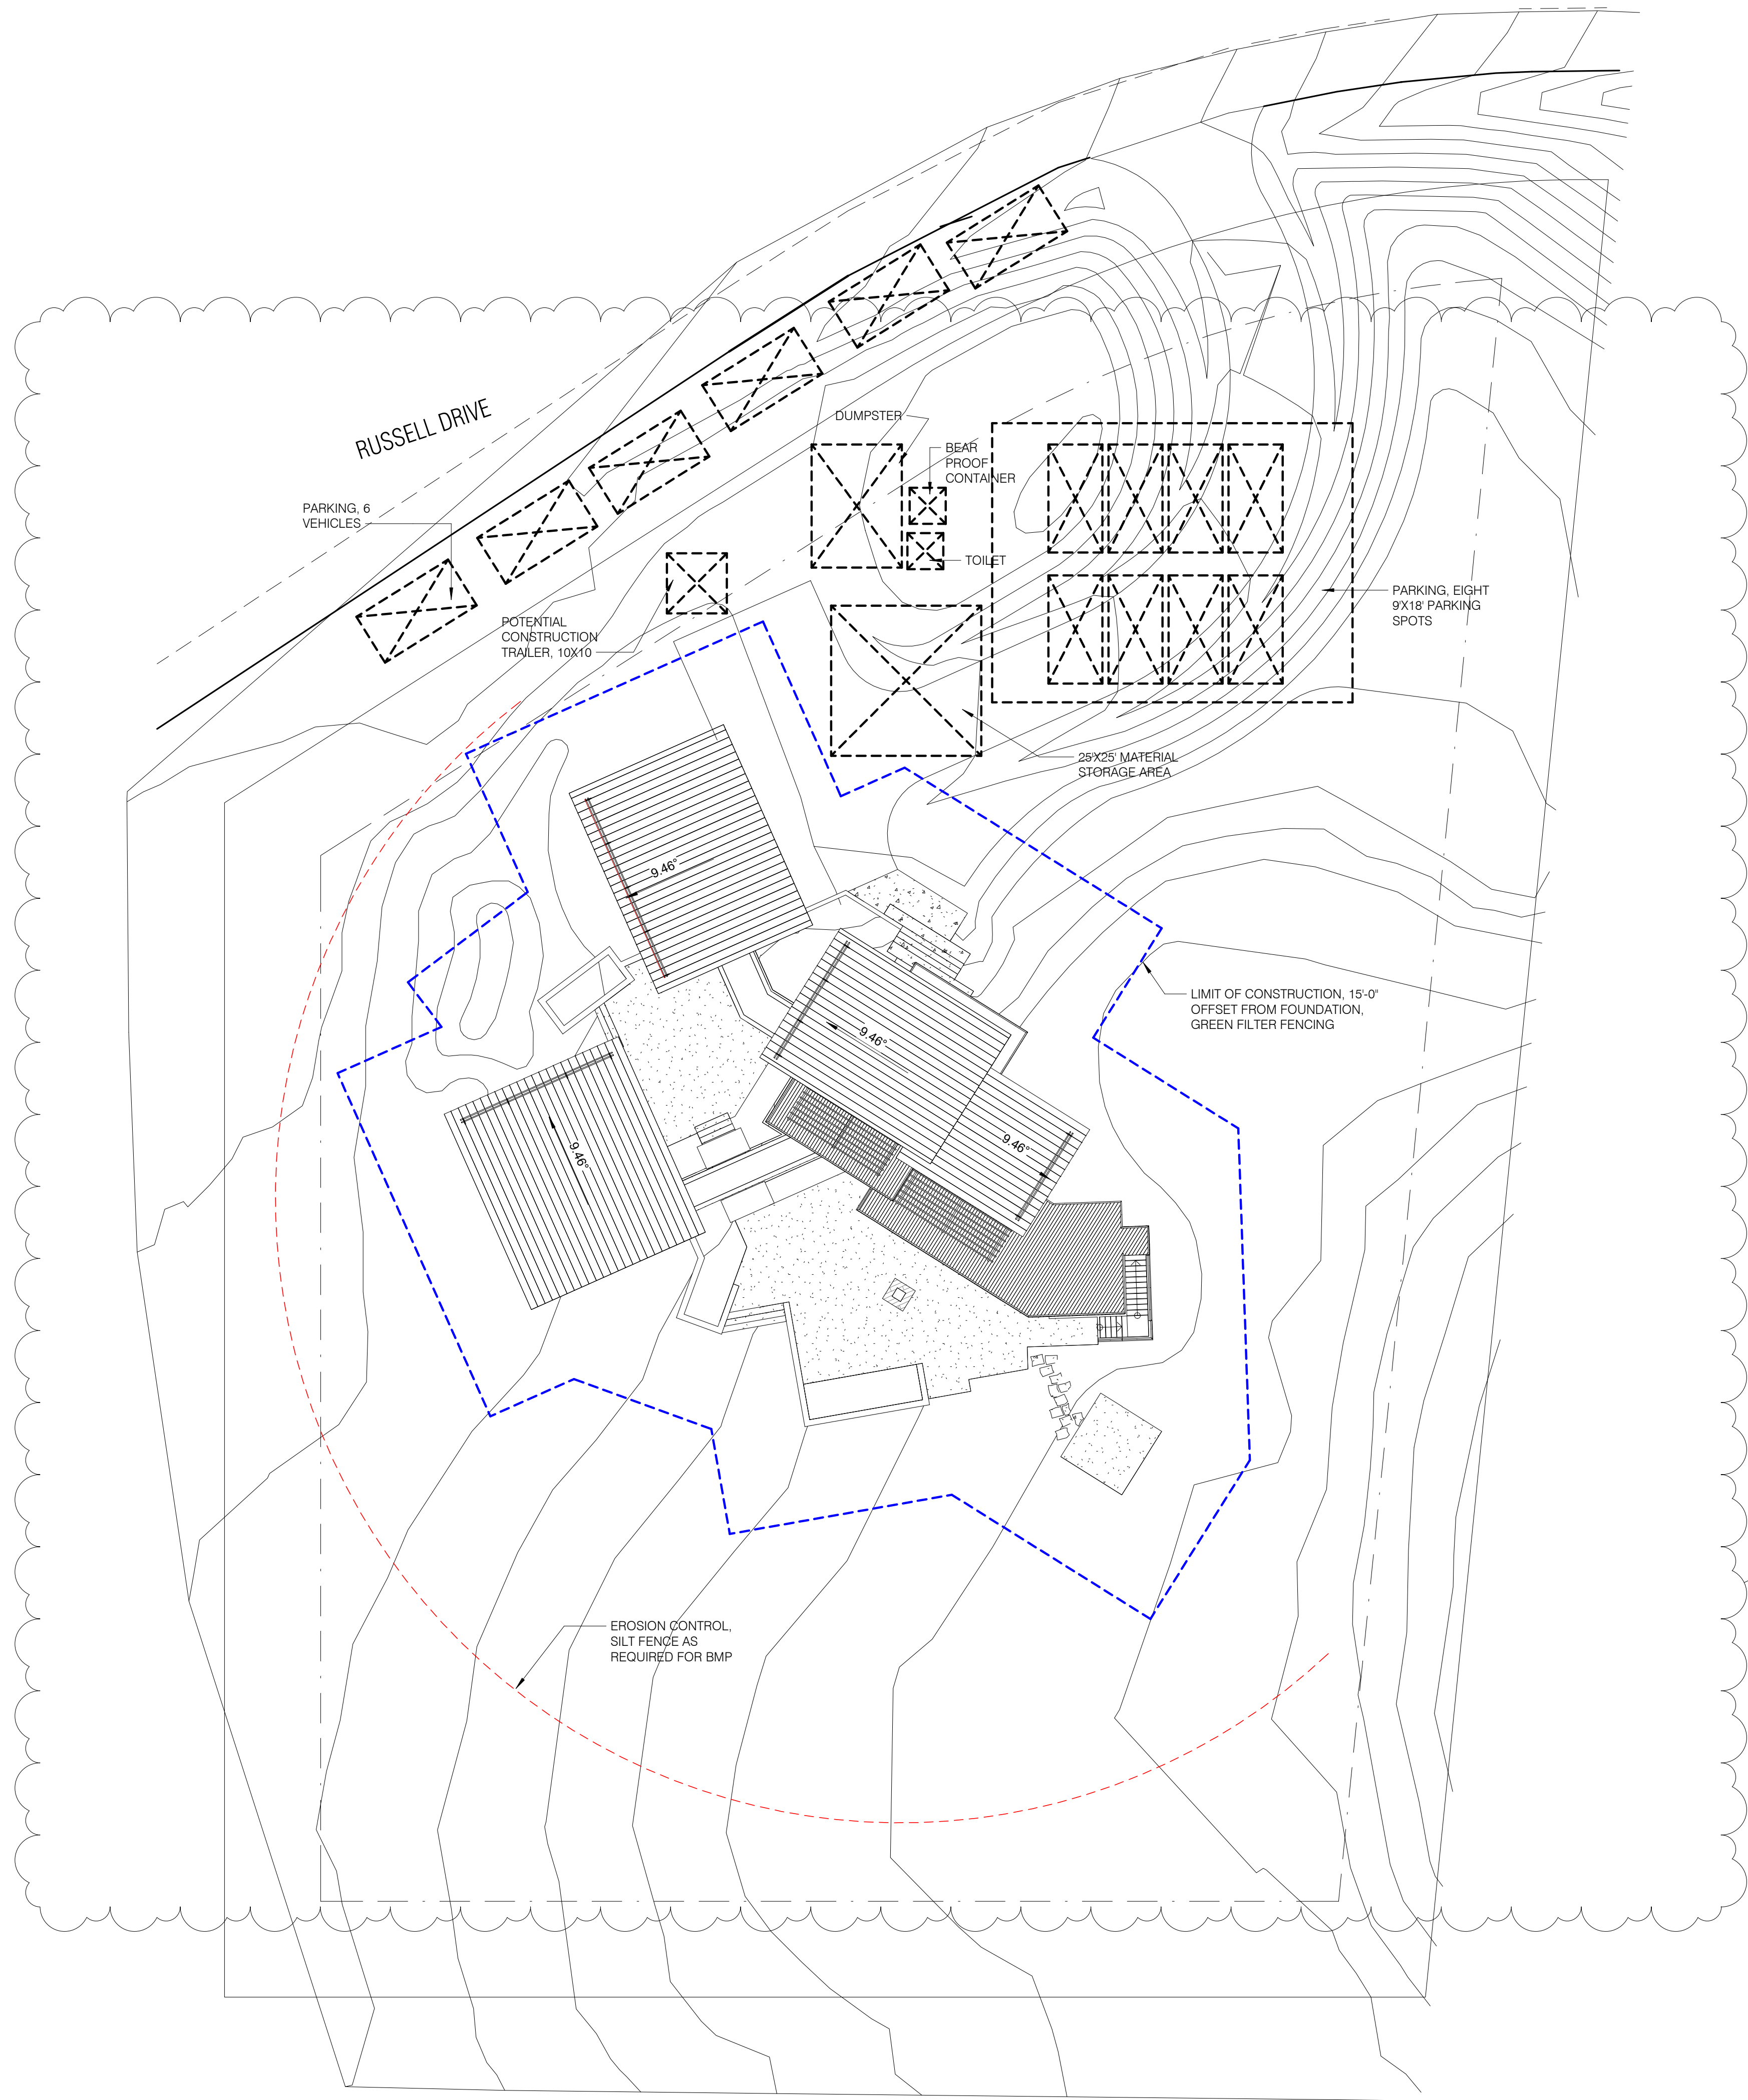 RUSSELL DRIVE
DUMPSTER
BEAR
PROOF
CONTAINER
PARKING, 6
VEHICLES
TOILET
PARKING, EIGHT
9'X18' PARKING
SPOTS
POTENTIAL
CONSTRUCTION
TRAILER, 10X10
25'X25' MATERIAL
STORAGE AREA
9.46°
LIMIT OF CONSTRUCTION, 15'-0"
OFFSET FROM FOUNDATION,
GREEN FILTER FENCING
9.46°
9.46°
9.46°
EROSION CONTROL,
SILT FENCE AS
REQUIRED FOR BMP